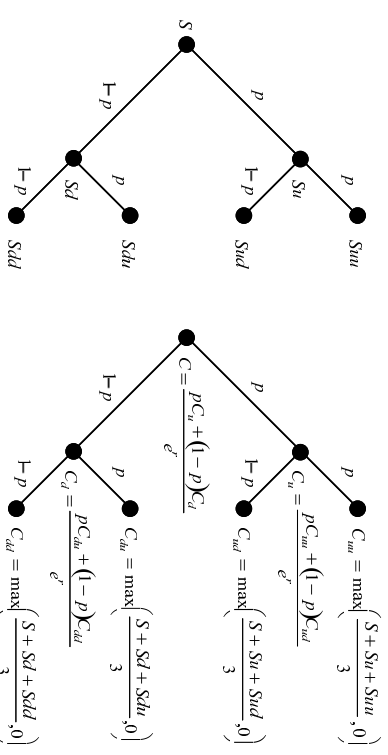 S
p
1-p
Su
Sd
p
1-p
p
1-p
Suu
Sud
Sdu
Sdd
C = (pC_u + (1 - p)C_d) / e^r
p
1-p
C_u = (pC_uu + (1 - p)C_ud) / e^r
C_d = (pC_du + (1 - p)C_dd) / e^r
p
1-p
p
1-p
C_uu = max((S + Su + Suu) / 3, 0)
C_ud = max((S + Su + Sud) / 3, 0)
C_du = max((S + Sd + Sdu) / 3, 0)
C_dd = max((S + Sd + Sdd) / 3, 0)